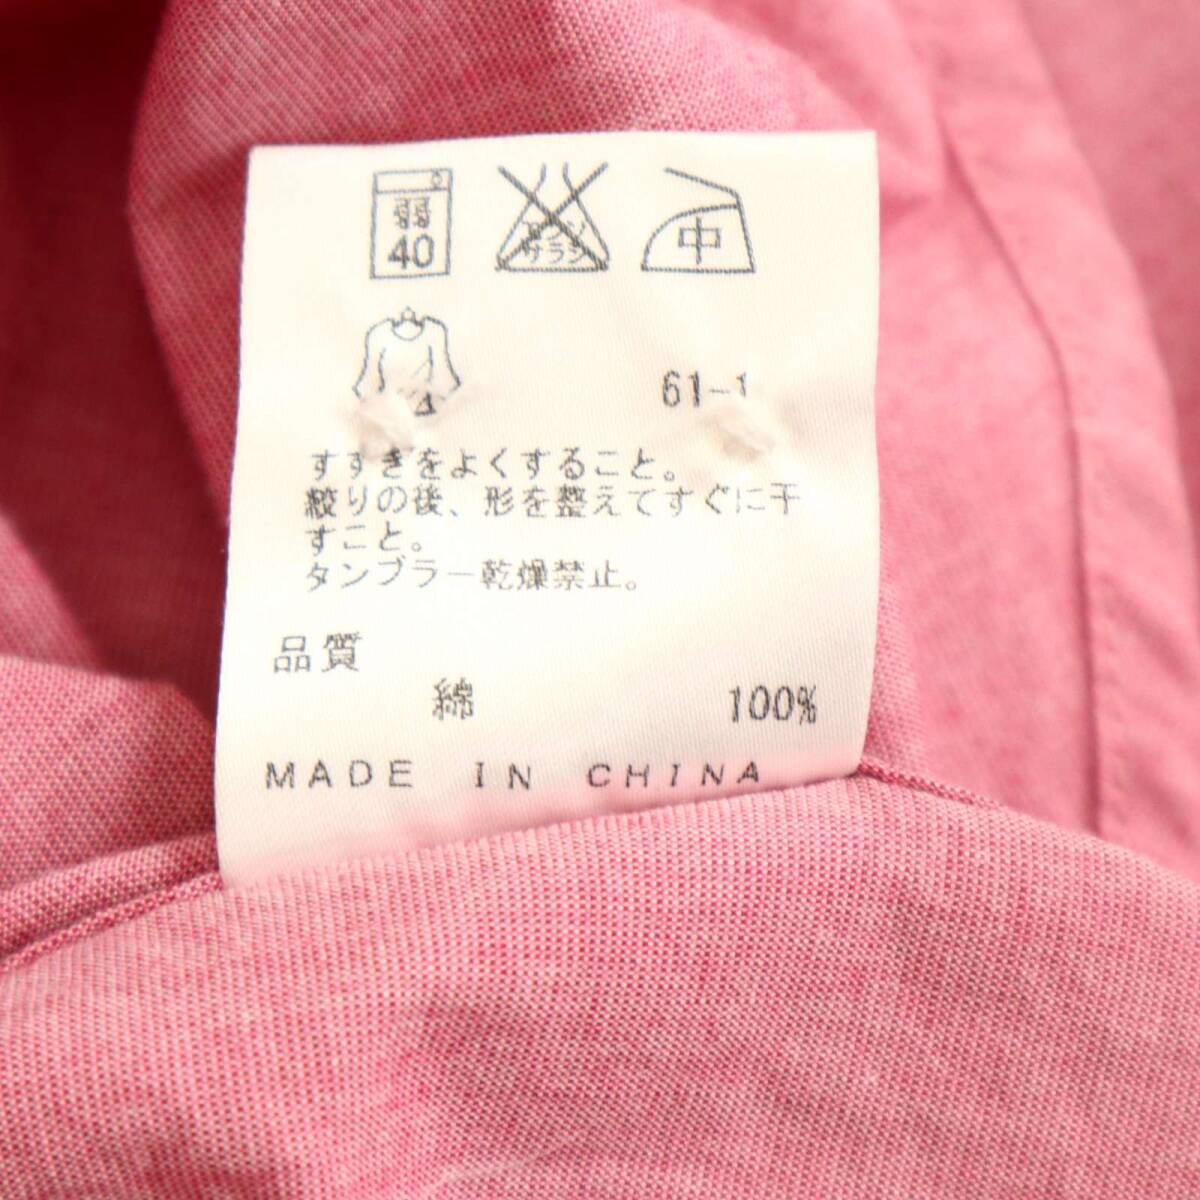 弱
40
エンソ
サラシ
中
61-1
すすぎをよくすること。
絞りの後、形を整えてすぐに干
すこと。
タンブラー乾燥禁止。
品質
綿 100%
MADE IN CHINA